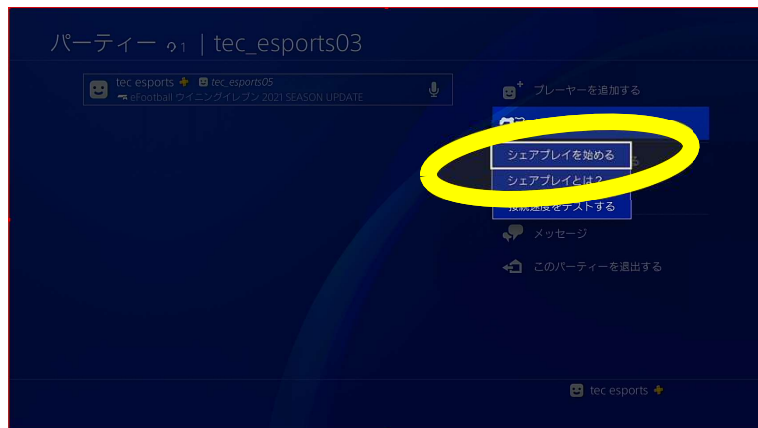 パーティー 1 | tec_esports03
tec esports tec_esports05
eFootball ウイニングイレブン 2021 SEASON UPDATE
プレーヤーを追加する
シェアプレイを始める
る
シェアプレイとは？
接続速度をテストする
メッセージ
このパーティーを退出する
tec esports